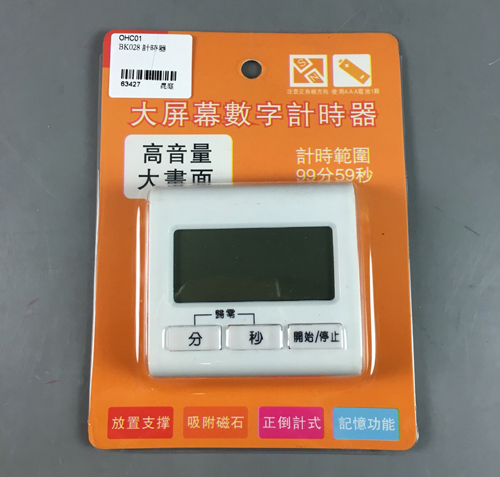 OHC01
BK028 計時器
63427
大屏幕數字計時器
高音量
大畫面
計時範圍
99分59秒
歸零
分
秒
開始/停止
放置支撐
吸附磁石
正倒計式
記憶功能